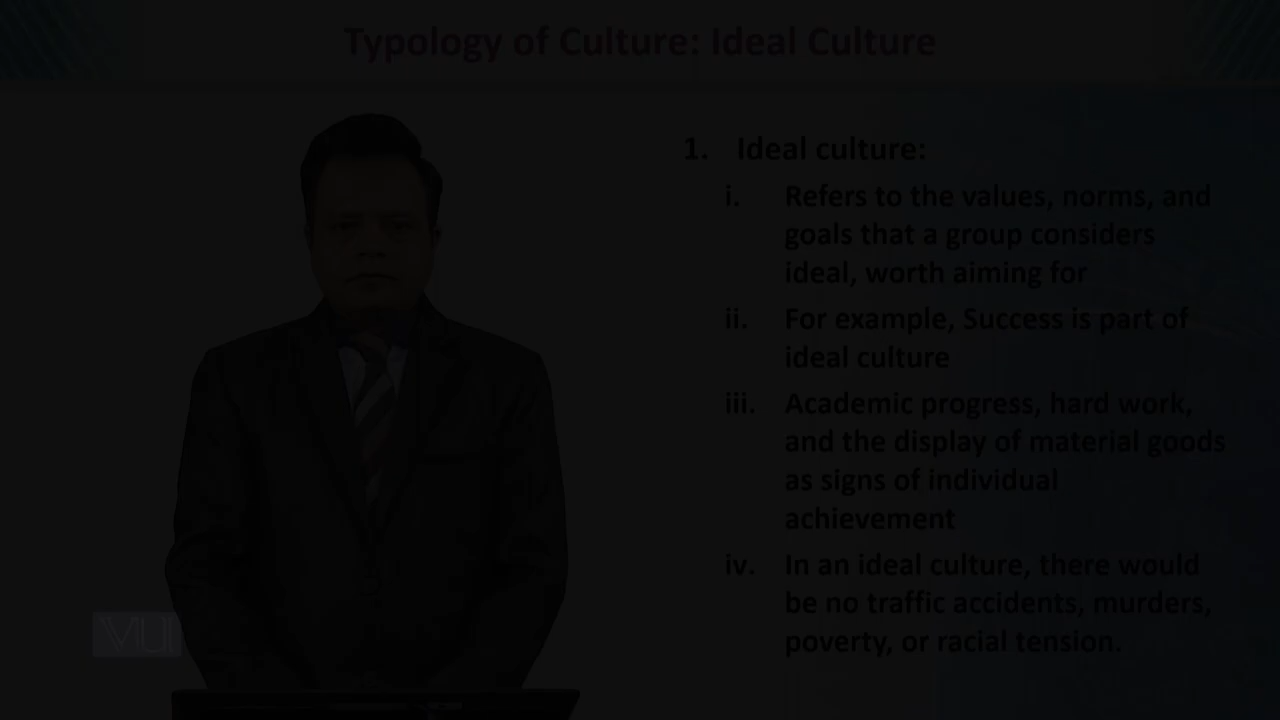 Typology of Culture: Ideal Culture
1. Ideal culture:
i. Refers to the values, norms, and
goals that a group considers
ideal, worth aiming for
ii. For example, Success is part of
ideal culture
iii. Academic progress, hard work,
and the display of material goods
as signs of individual
achievement
iv. In an ideal culture, there would
be no traffic accidents, murders,
poverty, or racial tension.
VU